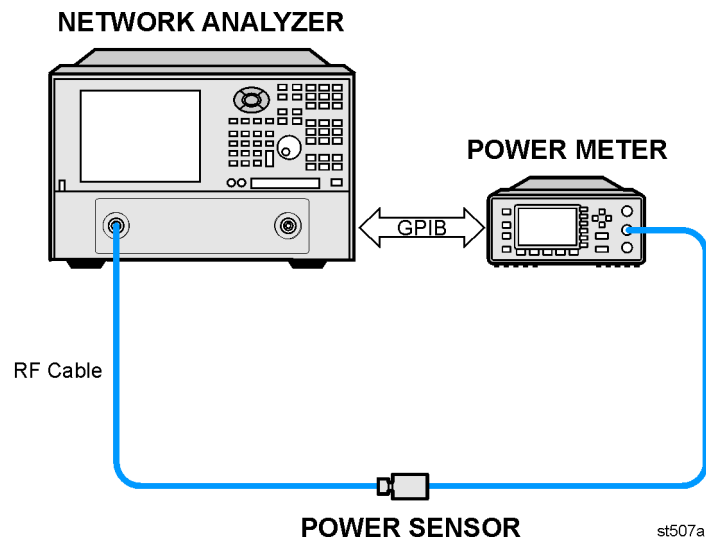 NETWORK ANALYZER
POWER METER
GPIB
RF Cable
POWER SENSOR
st507a